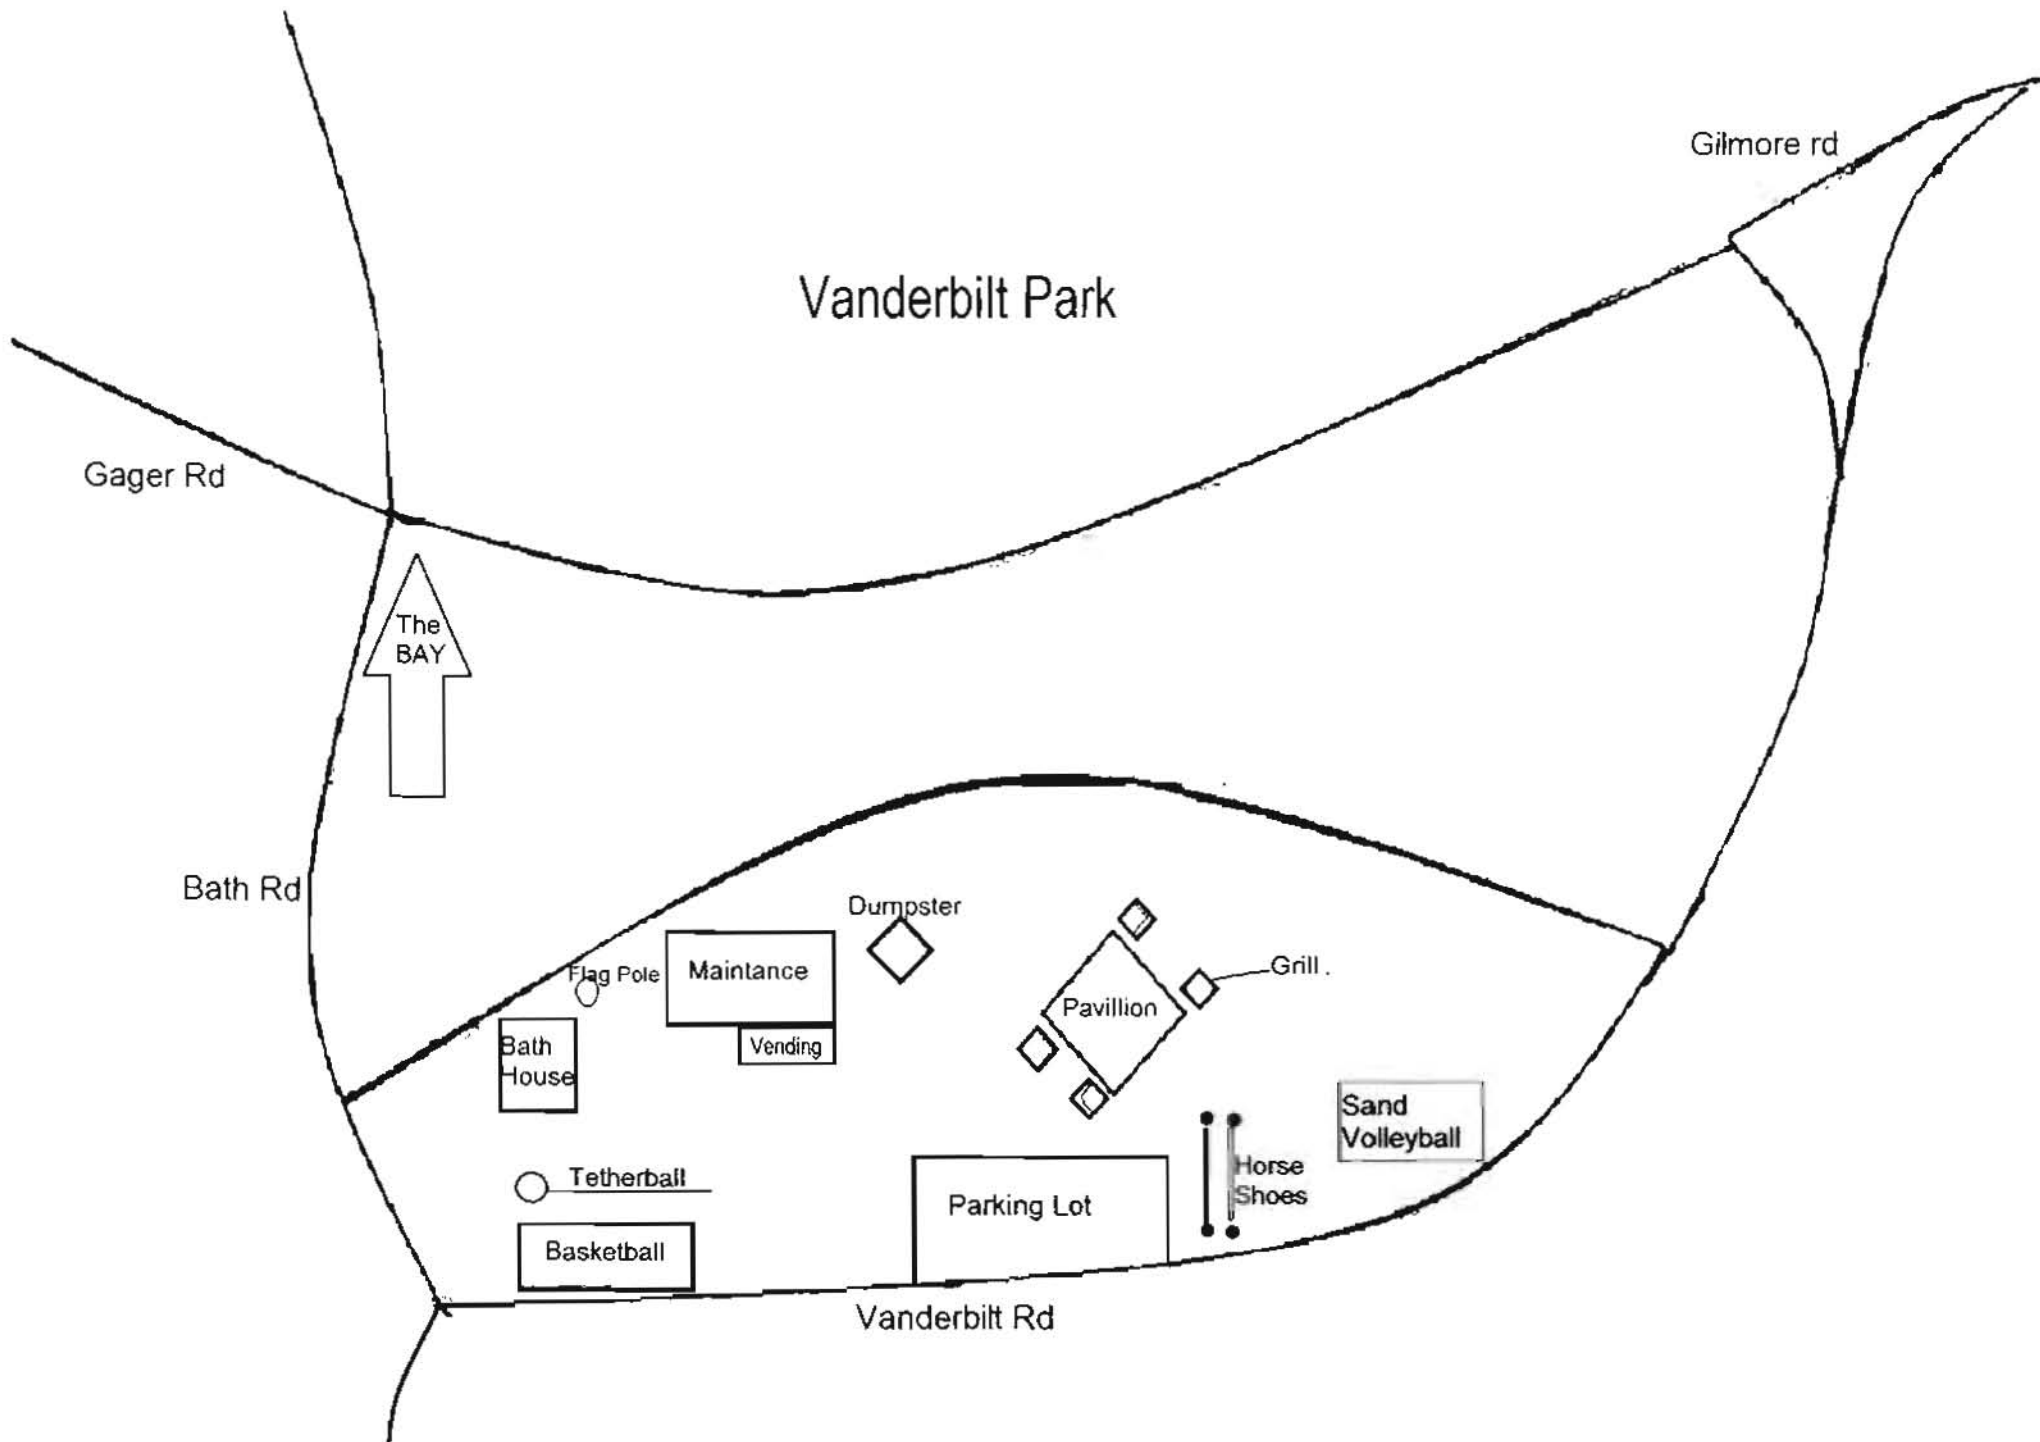 Gilmore rd
Vanderbilt Park
Gager Rd
The
BAY
Bath Rd
Dumpster
Flag Pole
Maintance
Grill .
Pavillion
Bath
House
Vending
Sand
Volleyball
Tetherball
Horse
Shoes
Parking Lot
Basketball
Vanderbilt Rd